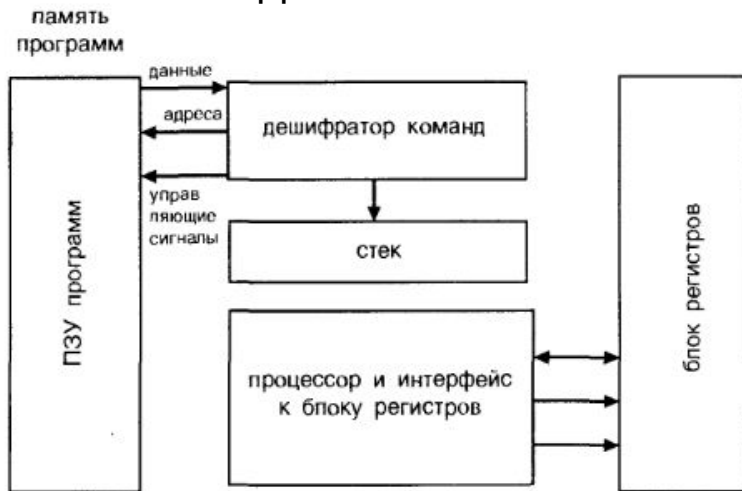 память
программ
данные
адреса
управ
ляющие
сигналы
ПЗУ программ
дешифратор команд
стек
процессор и интерфейс
к блоку регистров
блок регистров